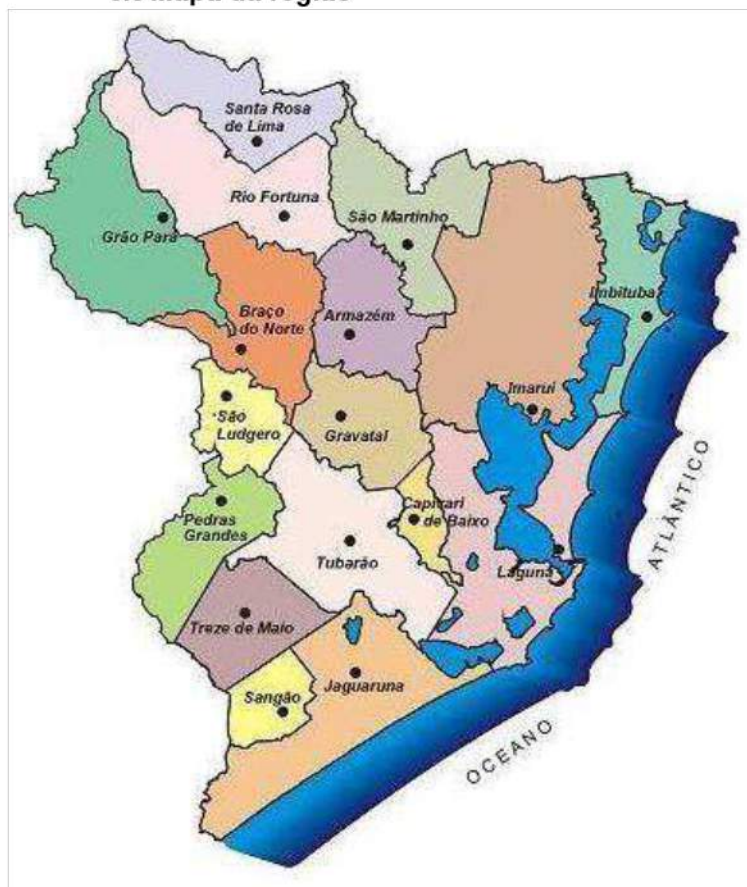 Santa Rosa
de Lima
Rio Fortuna
São Martinho
Grão Pará
Imbituba
Braço
do Norte
Armazém
Imaruí
São
Ludgero
Gravatal
Capivari
de Baixo
Pedras
Grandes
Tubarão
Laguna
Treze de Maio
Jaguaruna
Sangão
OCEANO
ATLÂNTICO